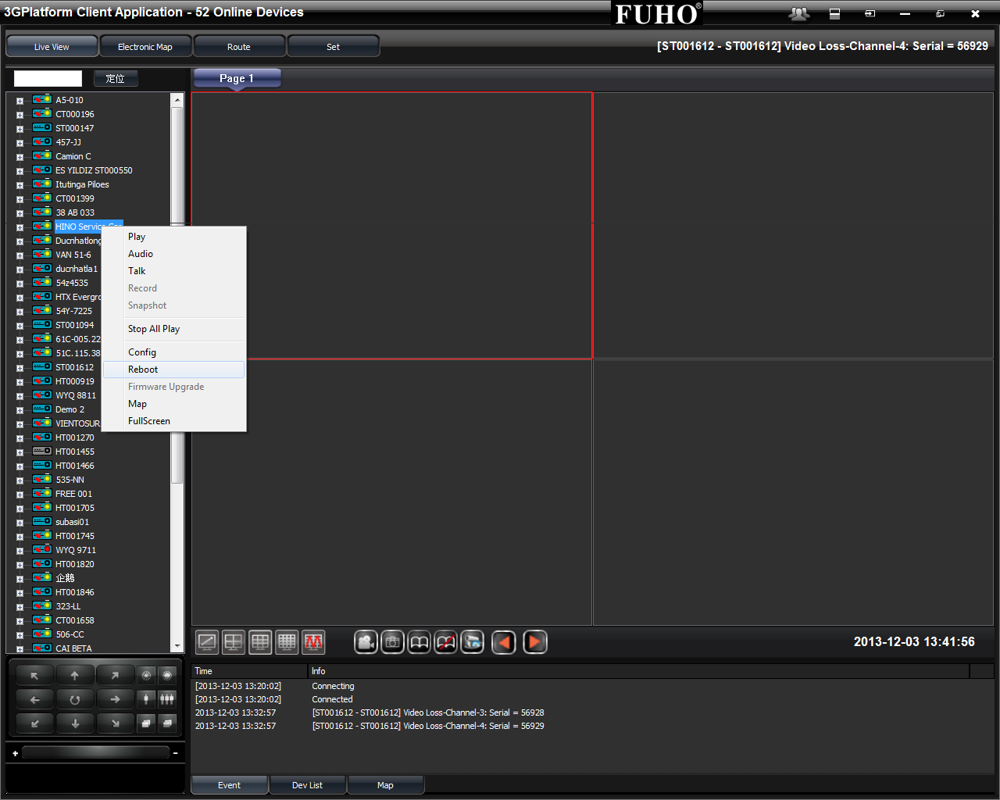 3GPlatform Client Application - 52 Online Devices
FUHO®
Live View
Electronic Map
Route
Set
[ST001612 - ST001612] Video Loss-Channel-4: Serial = 56929
定位
Page 1
A5-010
CT000196
ST000147
457-JJ
Camion C
ES YILDIZ ST000550
Itutinga Piloes
CT001399
38 AB 033
HINO Service Car
Ducnhatlong
VAN 51-6
ducnhatla1
54z4535
HTX Evergro
54Y-7225
ST001094
61C-005.22
51C.115.38
ST001612
HT000919
WYQ 8811
Demo 2
VIENTOSUR
HT001270
HT001455
HT001466
535-NN
FREE 001
HT001705
subasi01
HT001745
WYQ 9711
HT001820
企鵝
HT001846
323-LL
CT001658
506-CC
CAI BETA
Play
Audio
Talk
Record
Snapshot
Stop All Play
Config
Reboot
Firmware Upgrade
Map
FullScreen
2013-12-03 13:41:56
Time Info
[2013-12-03 13:20:02] Connecting
[2013-12-03 13:20:02] Connected
2013-12-03 13:32:57 [ST001612 - ST001612] Video Loss-Channel-3: Serial = 56928
2013-12-03 13:32:57 [ST001612 - ST001612] Video Loss-Channel-4: Serial = 56929
+ -
Event
Dev List
Map